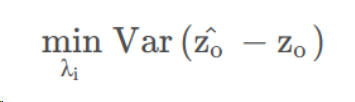 min Var (ẑₒ − zₒ)
λᵢ